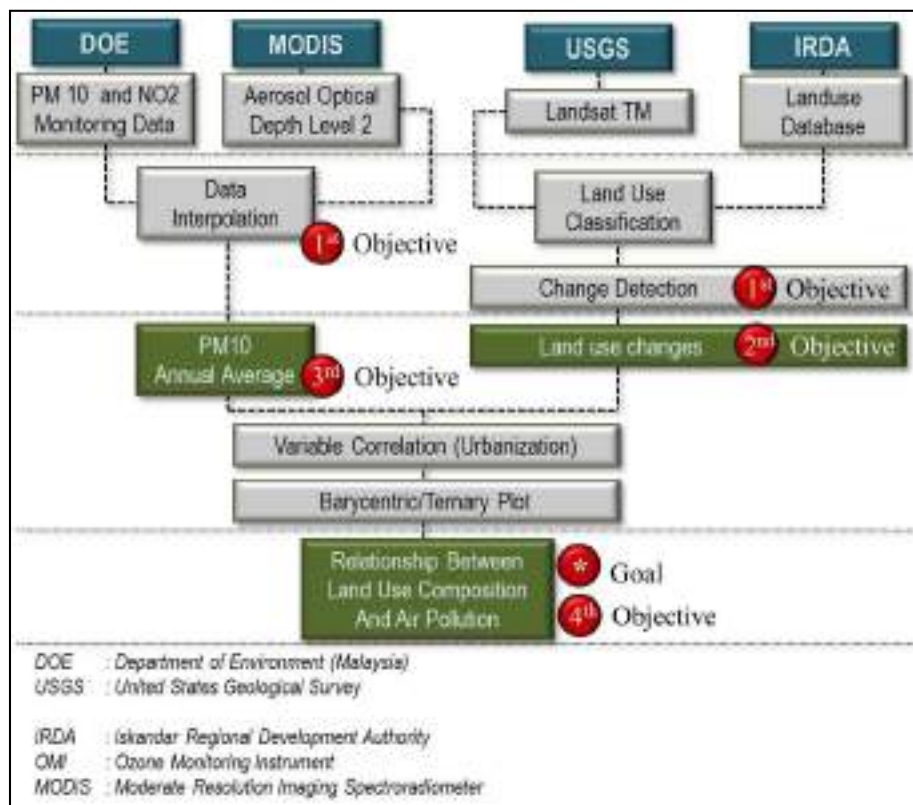 DOE
MODIS
USGS
IRDA
PM 10 and NO2
Monitoring Data
Aerosol Optical
Depth Level 2
Landsat TM
Landuse
Database
Data
Interpolation
1st Objective
Land Use
Classification
Change Detection
1st Objective
PM10
Annual Average
3rd Objective
Land use changes
2nd Objective
Variable Correlation (Urbanization)
Barycentric/Ternary Plot
Relationship Between
Land Use Composition
And Air Pollution
* Goal
4th Objective
DOE : Department of Environment (Malaysia)
USGS : United States Geological Survey
IRDA : Iskandar Regional Development Authority
OMI : Ozone Monitoring Instrument
MODIS : Moderate Resolution Imaging Spectroradiometer